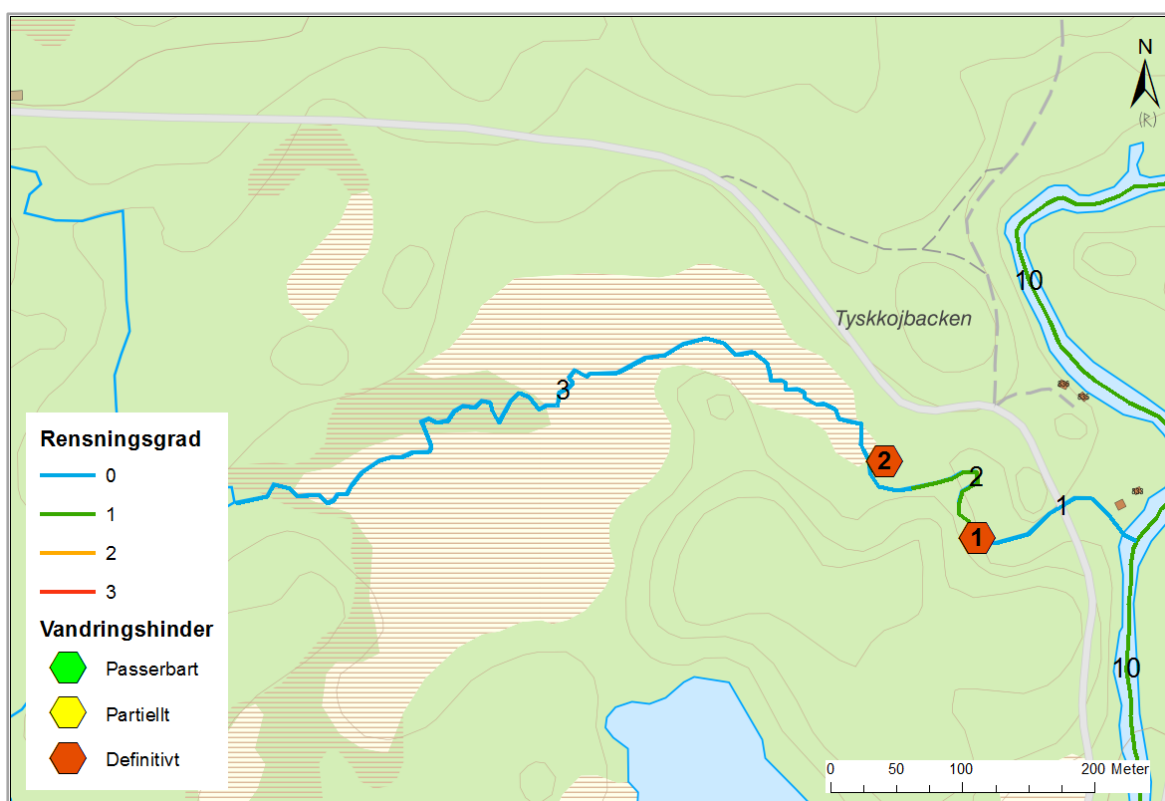 N
(R)
10
Tyskkojbacken
3
2
2
1
1
10
Rensningsgrad
0
1
2
3
Vandringshinder
Passerbart
Partiellt
Definitivt
0 50 100 200 Meter